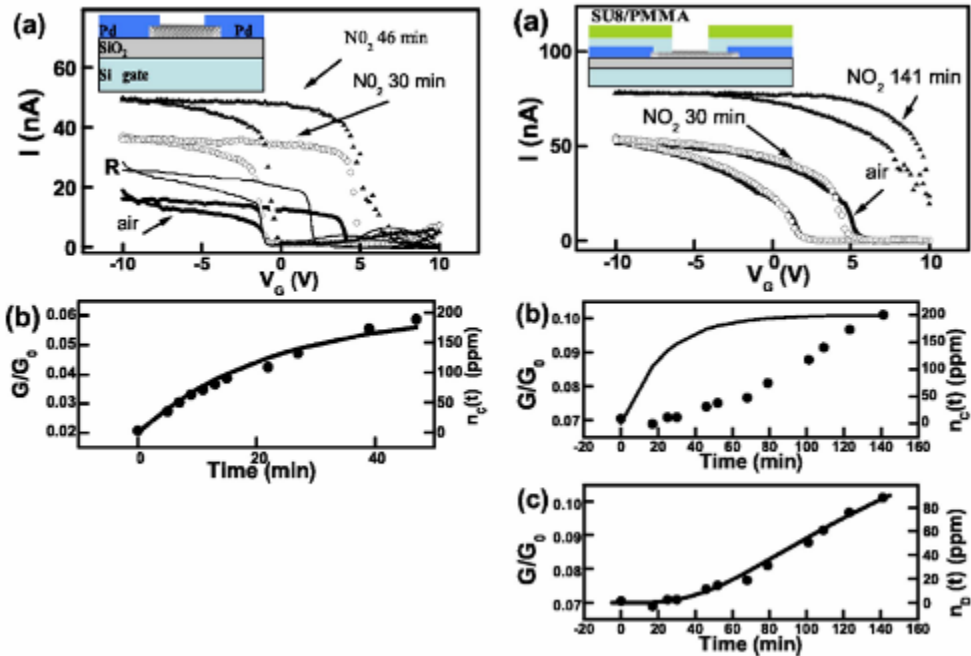 (a)
Pd
Pd
SiO2
Si gate
N02 46 min
N02 30 min
R
air
60
40
20
0
I (nA)
-10
-5
0
5
10
VG (V)
(b)
0.06
0.05
0.04
0.03
0.02
G/G0
200
150
100
50
0
nC(t) (ppm)
0
20
40
Time (min)
(a)
SU8/PMMA
NO2 141 min
NO2 30 min
air
100
50
0
I (nA)
-10
-5
0
5
10
VG (V)
(b)
0.10
0.09
0.08
0.07
G/G0
200
150
100
50
0
nC(t) (ppm)
-20 0 20 40 60 80 100 120 140 160
Time (min)
(c)
0.10
0.09
0.08
0.07
G/G0
80
60
40
20
0
nD (t) (ppm)
-20 0 20 40 60 80 100 120 140 160
Time (min)